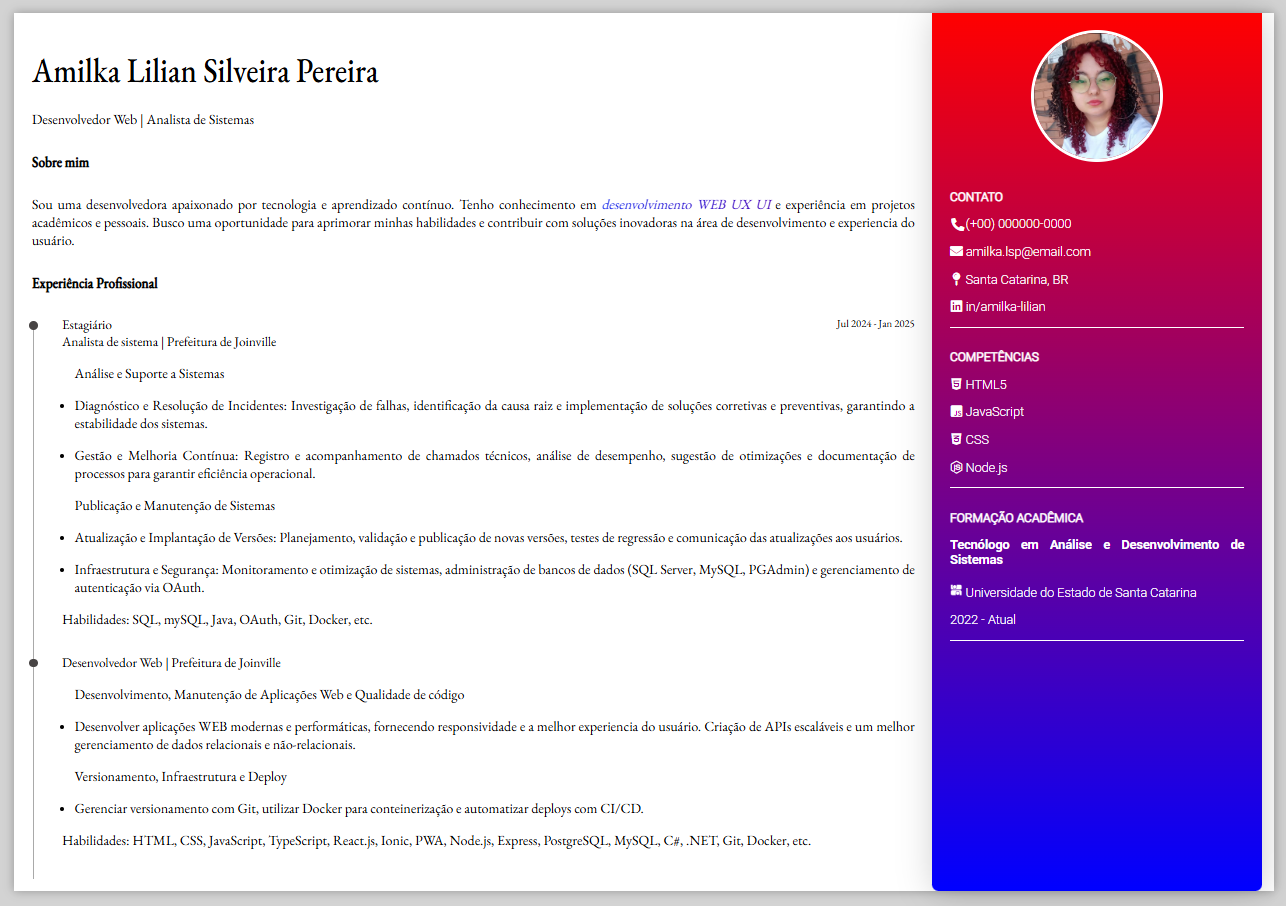 Amilka Lilian Silveira Pereira
Desenvolvedor Web | Analista de Sistemas
Sobre mim
Sou uma desenvolvedora apaixonado por tecnologia e aprendizado contínuo. Tenho conhecimento em desenvolvimento WEB UX UI e experiência em projetos
acadêmicos e pessoais. Busco uma oportunidade para aprimorar minhas habilidades e contribuir com soluções inovadoras na área de desenvolvimento e experiencia do
usuário.
Experiência Profissional
Estagiário
Jul 2024 - Jan 2025
Analista de sistema | Prefeitura de Joinville
Análise e Suporte a Sistemas
• Diagnóstico e Resolução de Incidentes: Investigação de falhas, identificação da causa raiz e implementação de soluções corretivas e preventivas, garantindo a
estabilidade dos sistemas.
• Gestão e Melhoria Contínua: Registro e acompanhamento de chamados técnicos, análise de desempenho, sugestão de otimizações e documentação de
processos para garantir eficiência operacional.
Publicação e Manutenção de Sistemas
• Atualização e Implantação de Versões: Planejamento, validação e publicação de novas versões, testes de regressão e comunicação das atualizações aos usuários.
• Infraestrutura e Segurança: Monitoramento e otimização de sistemas, administração de bancos de dados (SQL Server, MySQL, PGAdmin) e gerenciamento de
autenticação via OAuth.
Habilidades: SQL, mySQL, Java, OAuth, Git, Docker, etc.
Desenvolvedor Web | Prefeitura de Joinville
Desenvolvimento, Manutenção de Aplicações Web e Qualidade de código
• Desenvolver aplicações WEB modernas e performáticas, fornecendo responsividade e a melhor experiencia do usuário. Criação de APIs escaláveis e um melhor
gerenciamento de dados relacionais e não-relacionais.
Versionamento, Infraestrutura e Deploy
• Gerenciar versionamento com Git, utilizar Docker para conteinerização e automatizar deploys com CI/CD.
Habilidades: HTML, CSS, JavaScript, TypeScript, React.js, Ionic, PWA, Node.js, Express, PostgreSQL, MySQL, C#, .NET, Git, Docker, etc.
CONTATO
(+00) 000000-0000
amilka.lsp@email.com
Santa Catarina, BR
in/amilka-lilian
COMPETÊNCIAS
HTML5
JavaScript
CSS
Node.js
FORMAÇÃO ACADÊMICA
Tecnólogo em Análise e Desenvolvimento de
Sistemas
Universidade do Estado de Santa Catarina
2022 - Atual